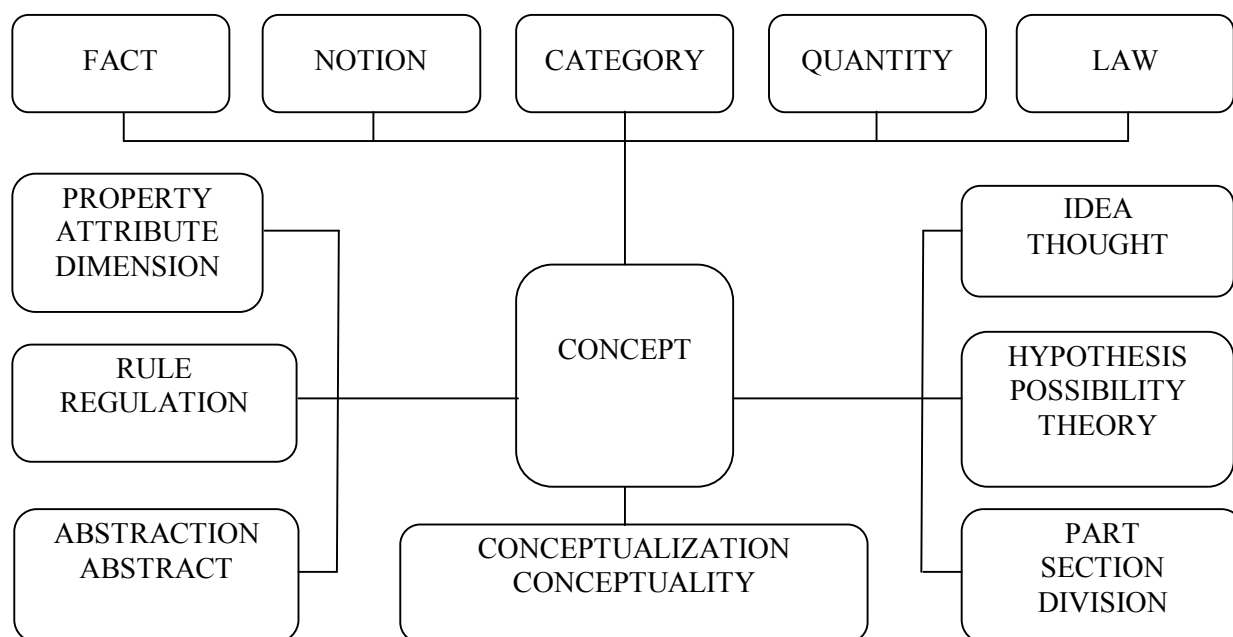 FACT
NOTION
CATEGORY
QUANTITY
LAW
PROPERTY
ATTRIBUTE
DIMENSION
IDEA
THOUGHT
CONCEPT
RULE
REGULATION
HYPOTHESIS
POSSIBILITY
THEORY
ABSTRACTION
ABSTRACT
CONCEPTUALIZATION
CONCEPTUALITY
PART
SECTION
DIVISION